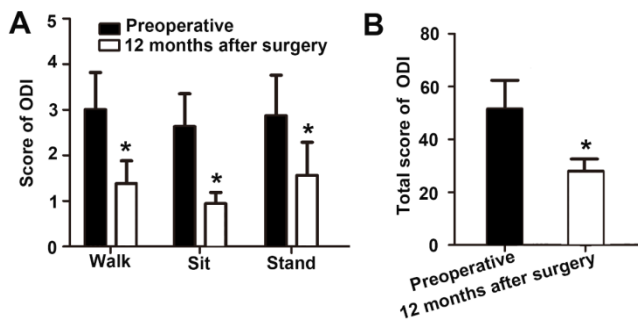 A
Preoperative
12 months after surgery
Score of ODI
5
4
3
2
1
0
*
*
*
Walk
Sit
Stand
B
Total score of ODI
80
60
40
20
0
*
Preoperative
12 months after surgery